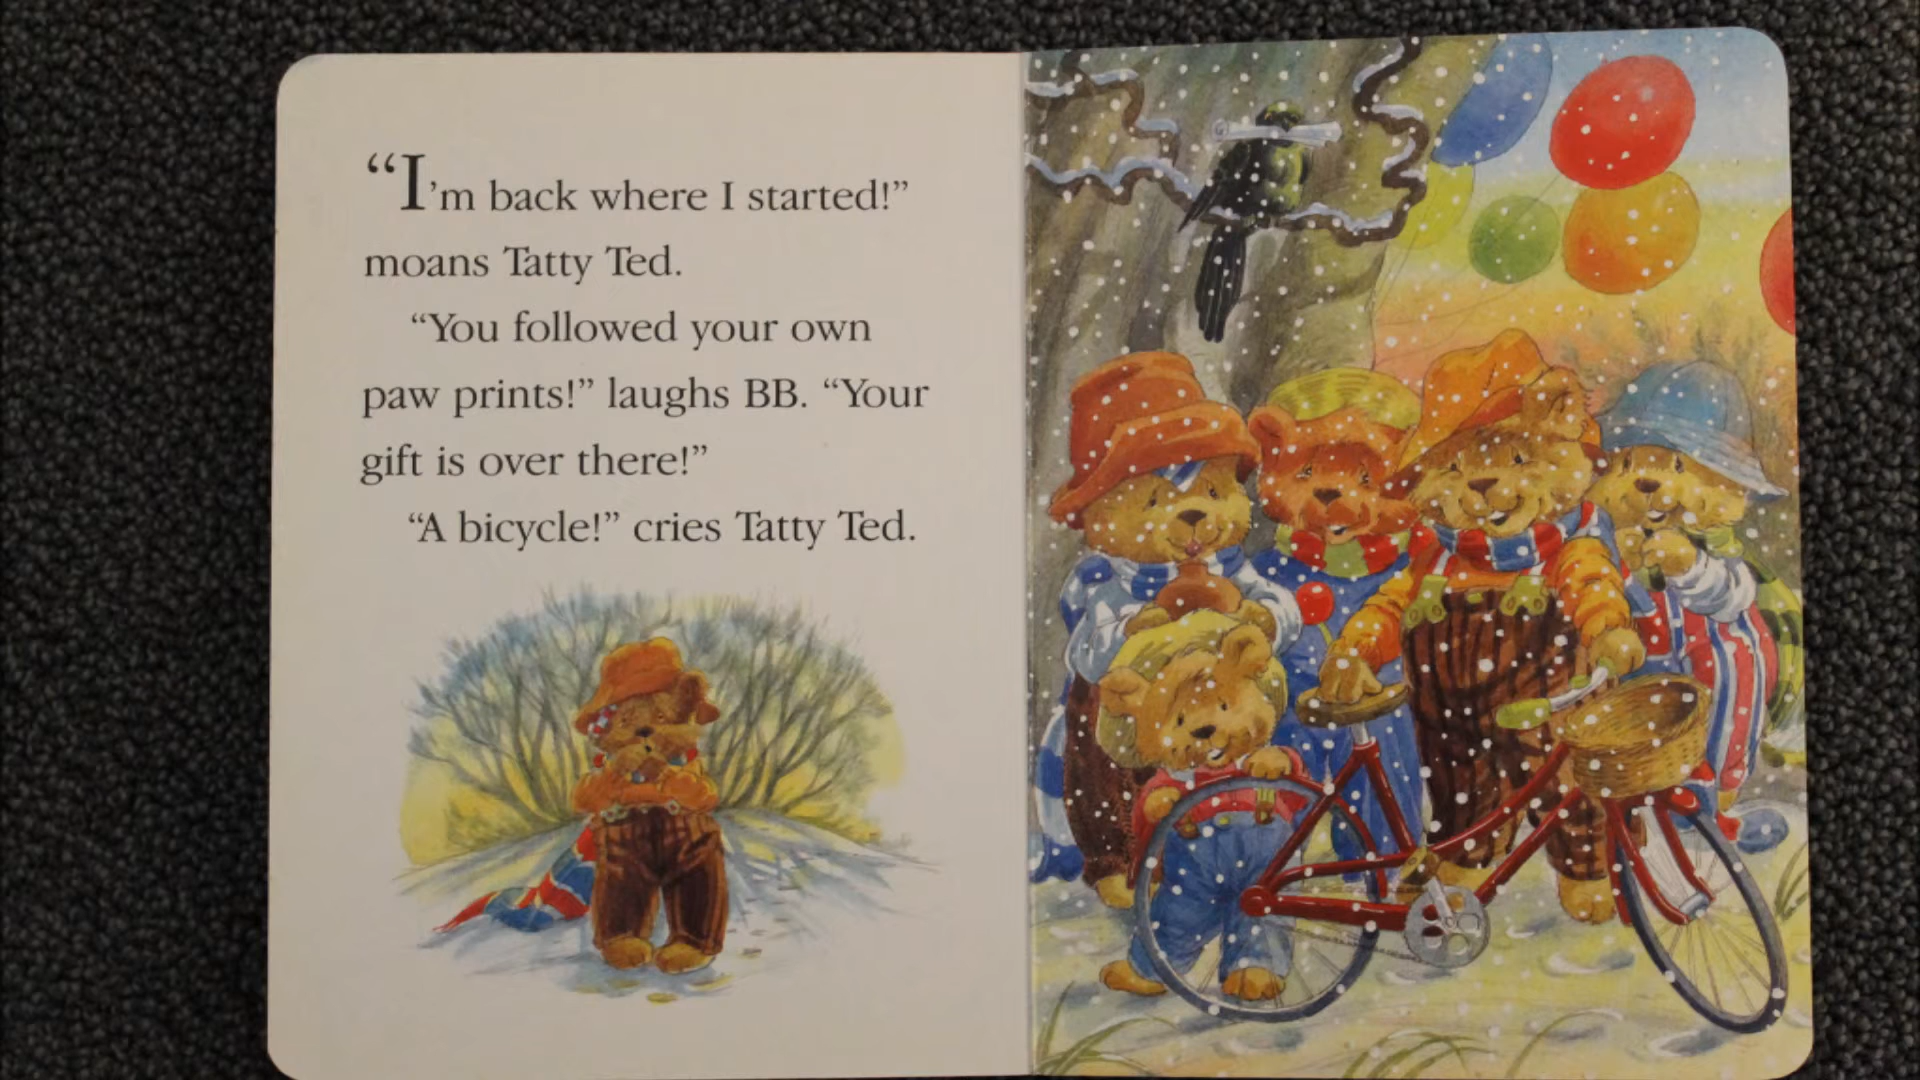 “I’m back where I started!”
moans Tatty Ted.
“You followed your own
paw prints!” laughs BB. “Your
gift is over there!”
“A bicycle!” cries Tatty Ted.